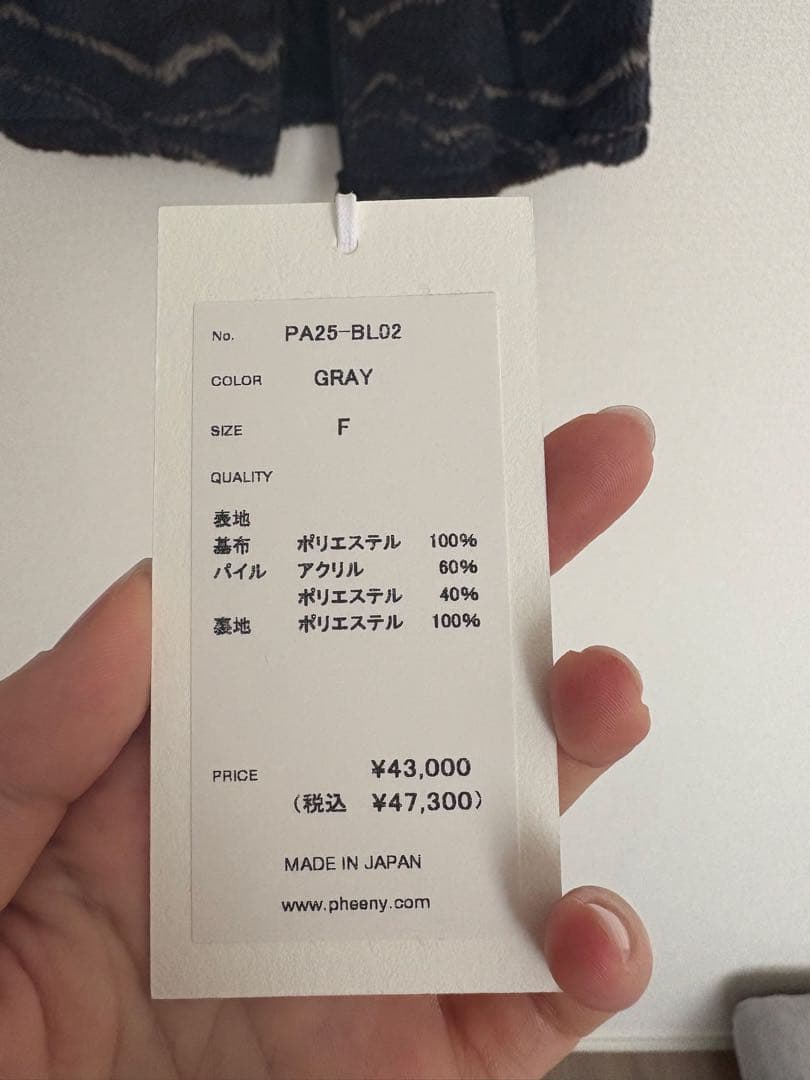 No. PA25-BL02
COLOR GRAY
SIZE F
QUALITY
表地
基布 ポリエステル 100%
パイル アクリル 60%
ポリエステル 40%
裏地 ポリエステル 100%
PRICE ¥43,000
(税込 ¥47,300)
MADE IN JAPAN
www.pheeny.com